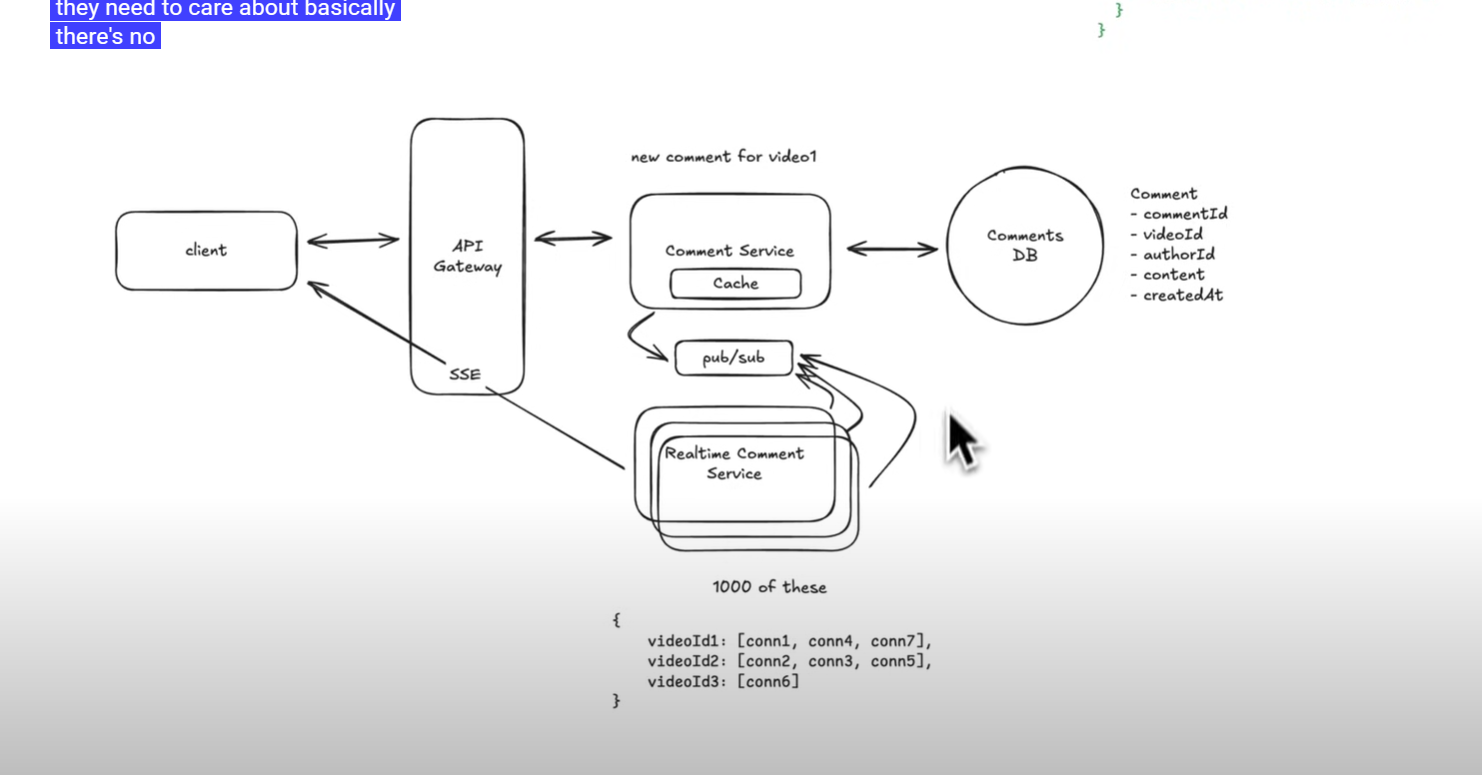 they need to care about basically
there's no
}
}
new comment for video1
client
API
Gateway
SSE
Comment Service
Cache
Comments
DB
Comment
- commentId
- videoId
- authorId
- content
- createdAt
pub/sub
Realtime Comment
Service
1000 of these
{
videoId1: [conn1, conn4, conn7],
videoId2: [conn2, conn3, conn5],
videoId3: [conn6]
}